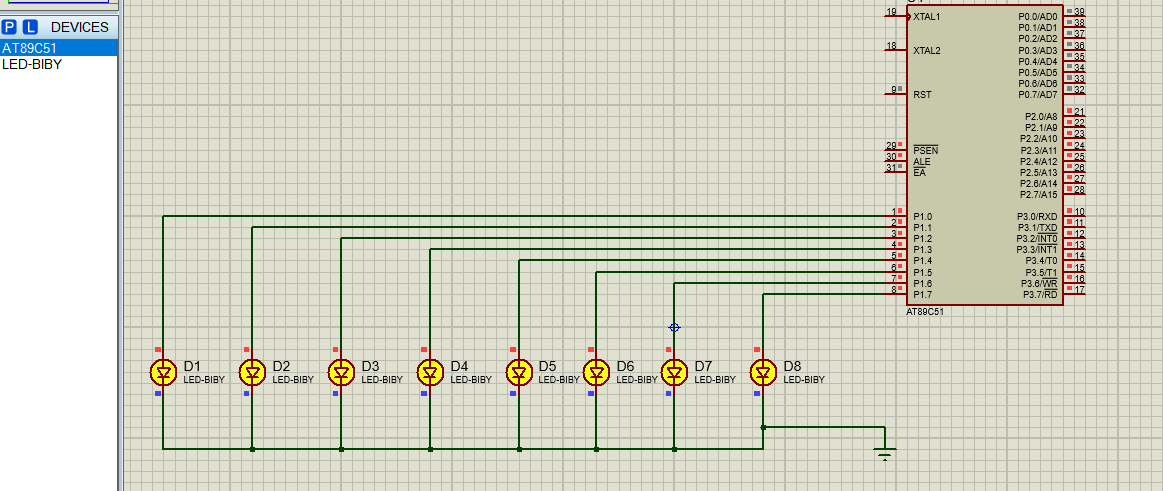 P L DEVICES
AT89C51
LED-BIBY
19 XTAL1
18 XTAL2
9 RST
29 PSEN
30 ALE
31 EA
1 P1.0
2 P1.1
3 P1.2
4 P1.3
5 P1.4
6 P1.5
7 P1.6
8 P1.7
P0.0/AD0 39
P0.1/AD1 38
P0.2/AD2 37
P0.3/AD3 36
P0.4/AD4 35
P0.5/AD5 34
P0.6/AD6 33
P0.7/AD7 32
P2.0/A8 21
P2.1/A9 22
P2.2/A10 23
P2.3/A11 24
P2.4/A12 25
P2.5/A13 26
P2.6/A14 27
P2.7/A15 28
P3.0/RXD 10
P3.1/TXD 11
P3.2/INT0 12
P3.3/INT1 13
P3.4/T0 14
P3.5/T1 15
P3.6/WR 16
P3.7/RD 17
AT89C51
D1
LED-BIBY
D2
LED-BIBY
D3
LED-BIBY
D4
LED-BIBY
D5
LED-BIBY
D6
LED-BIBY
D7
LED-BIBY
D8
LED-BIBY